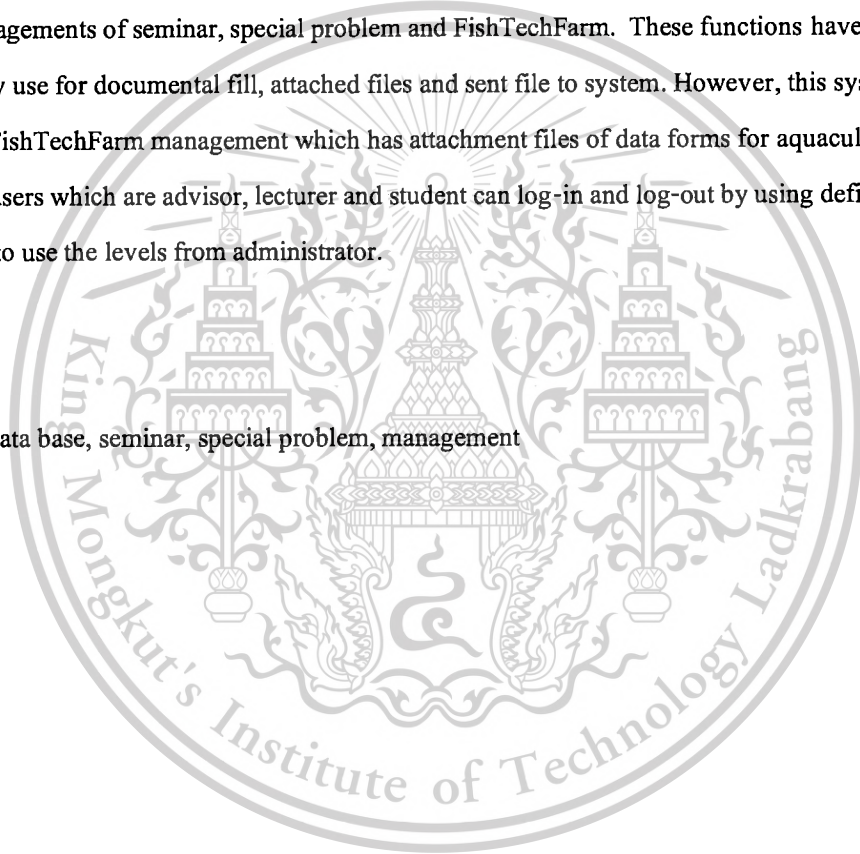 agements of seminar, special problem and FishTechFarm. These functions have
y use for documental fill, attached files and sent file to system. However, this sys
FishTechFarm management which has attachment files of data forms for aquacul
users which are advisor, lecturer and student can log-in and log-out by using defi
to use the levels from administrator.
ata base, seminar, special problem, management
King Mongkut's Institute of Technology Ladkrabang